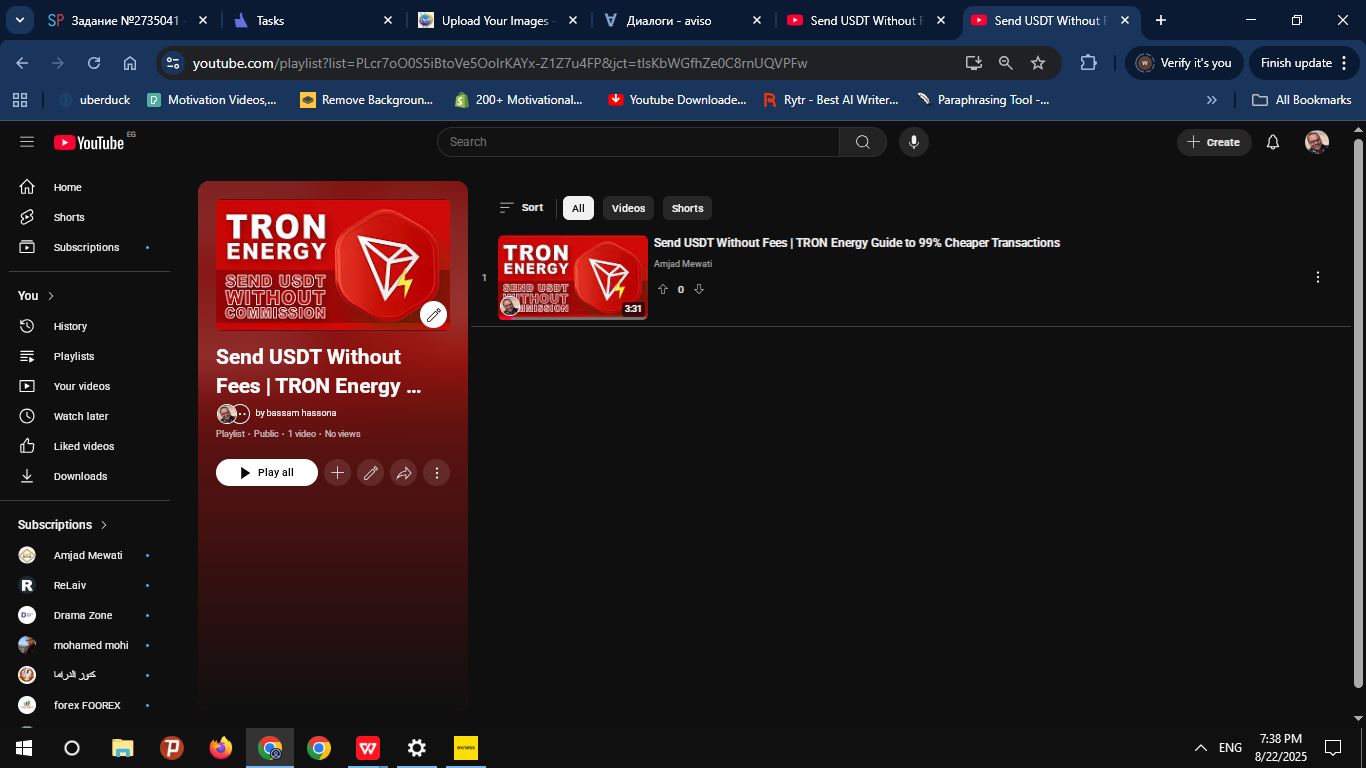 Задание №2735041
Tasks
Upload Your Images
Диалоги - aviso
Send USDT Without F
Send USDT Without F
youtube.com/playlist?list=PLcr7oO0S5iBtoVe5OoIrKAYx-Z1Z7u4FP&jct=tlsKbWGfhZe0C8rnUQVPFw
Verify it's you
Finish update
uberduck
Motivation Videos,...
Remove Backgroun...
200+ Motivational...
Youtube Downloade...
Rytr - Best AI Writer...
Paraphrasing Tool -...
All Bookmarks
YouTube EG
Search
Create
Home
Shorts
Subscriptions
You
History
Playlists
Your videos
Watch later
Liked videos
Downloads
Subscriptions
Amjad Mewati
ReLaiv
Drama Zone
mohamed mohi
كنوز الدراما
forex FOOREX
TRON
ENERGY
SEND USDT
WITHOUT
COMMISSION
Send USDT Without
Fees | TRON Energy ...
by bassam hassona
Playlist · Public · 1 video · No views
Play all
Sort
All
Videos
Shorts
1
TRON
ENERGY
SEND USDT
WITHOUT
COMMISSION
3:31
Send USDT Without Fees | TRON Energy Guide to 99% Cheaper Transactions
Amjad Mewati
0
exness
ENG
7:38 PM
8/22/2025